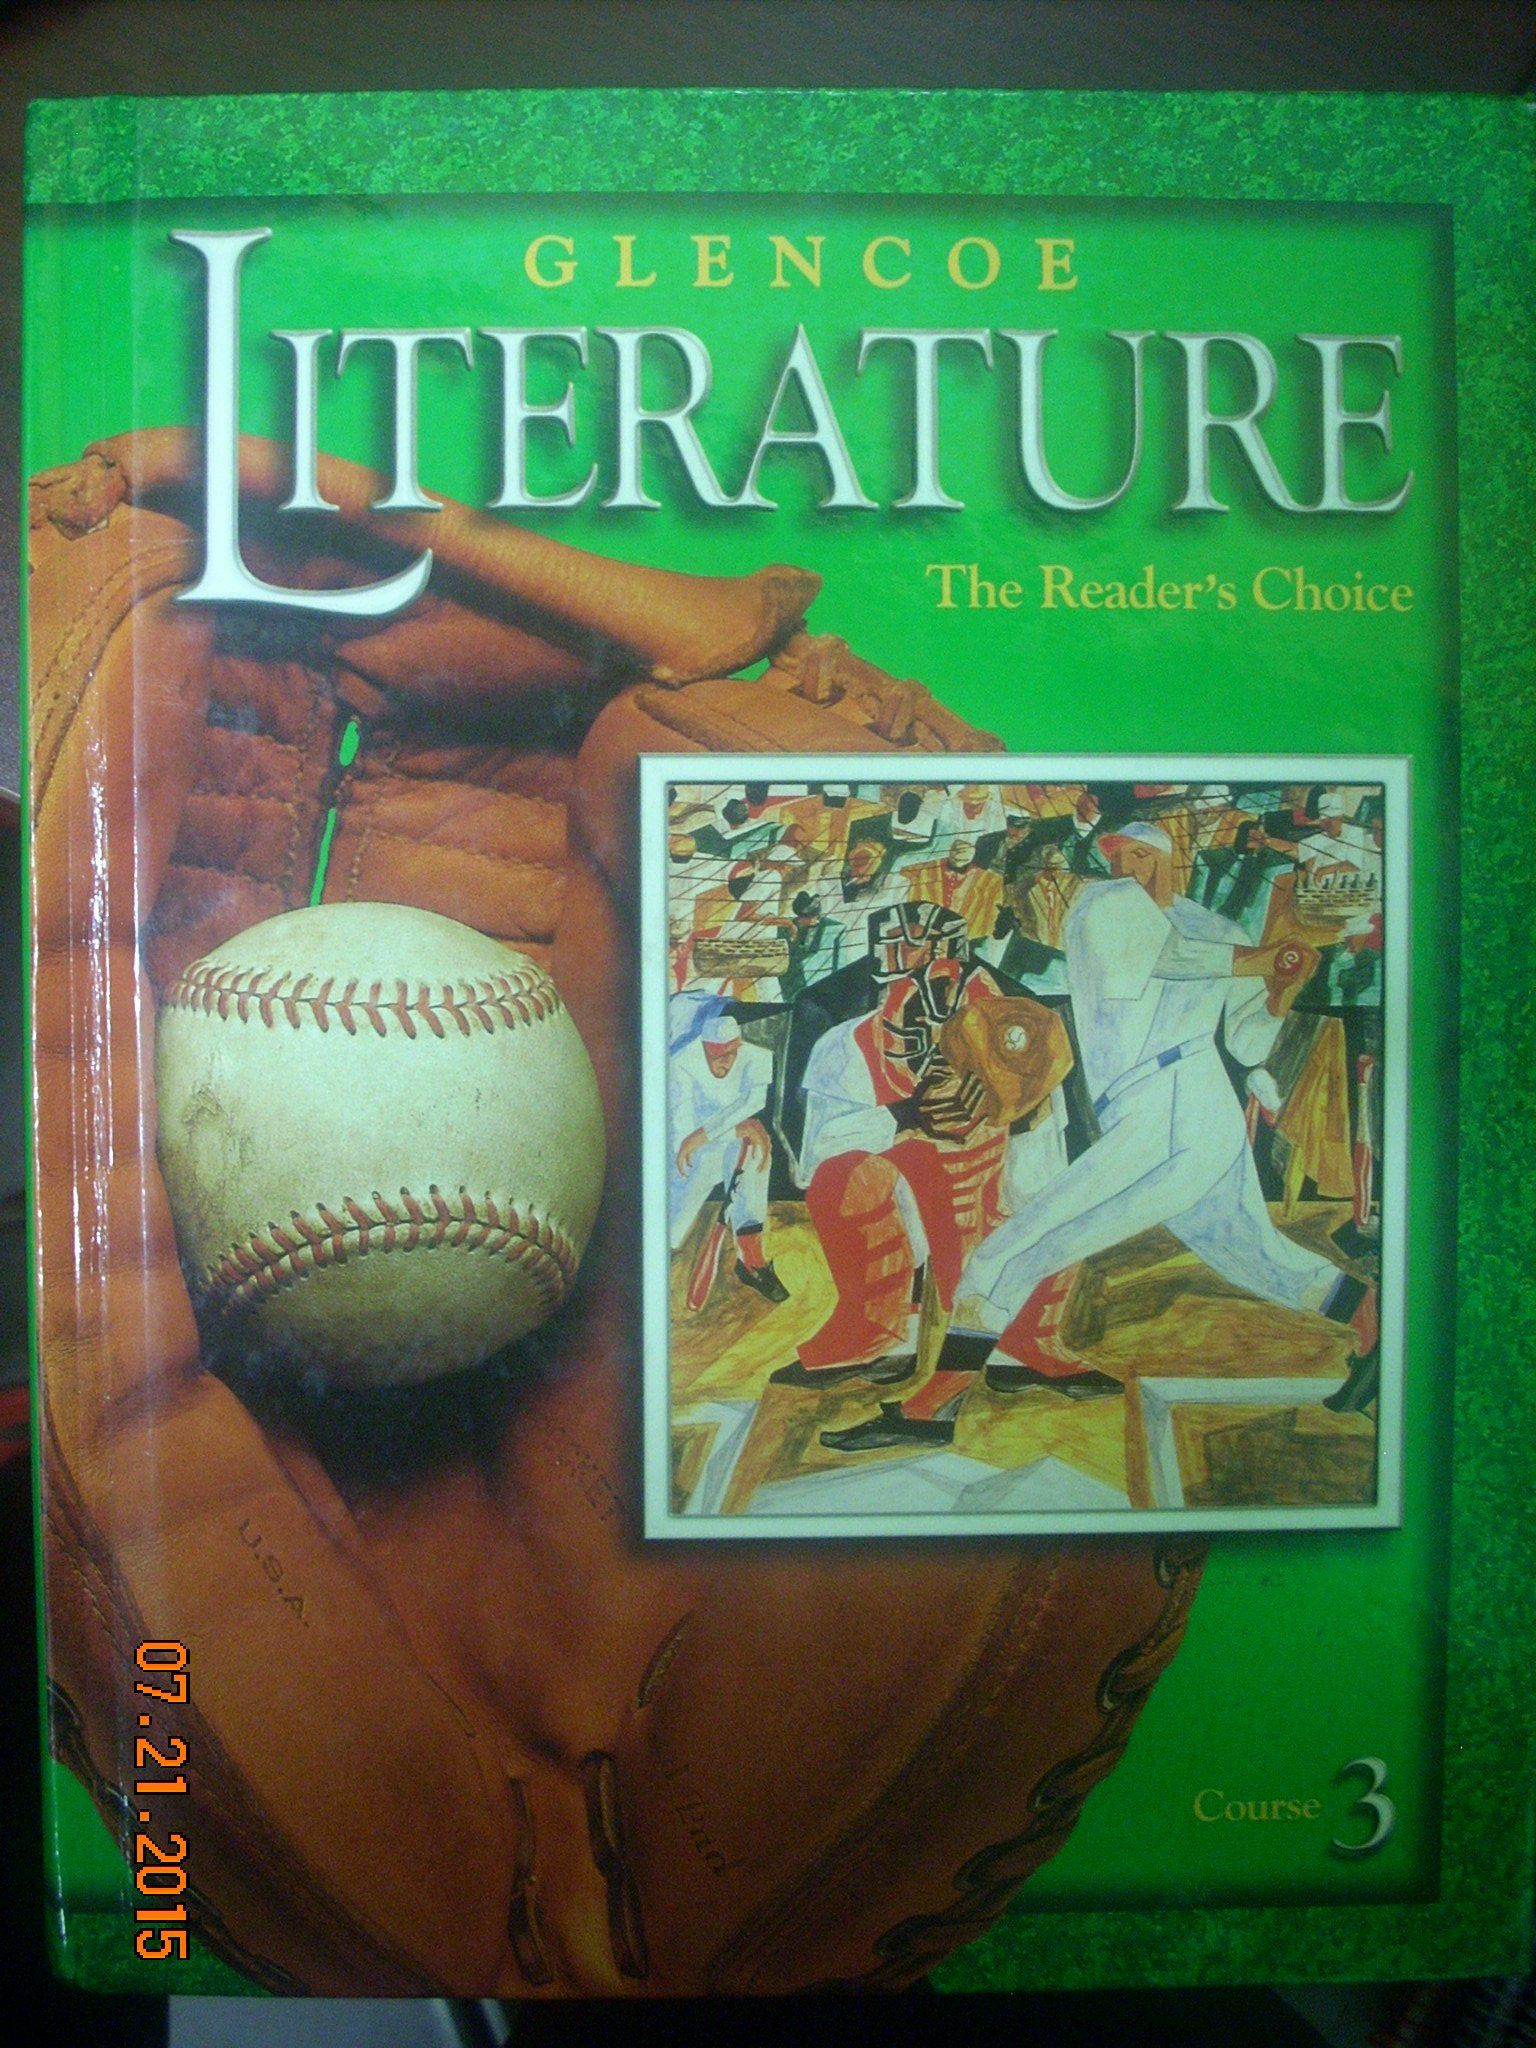 GLENCOE
LITERATURE
The Reader's Choice
U.S.A.
Course 3
07.21.2015